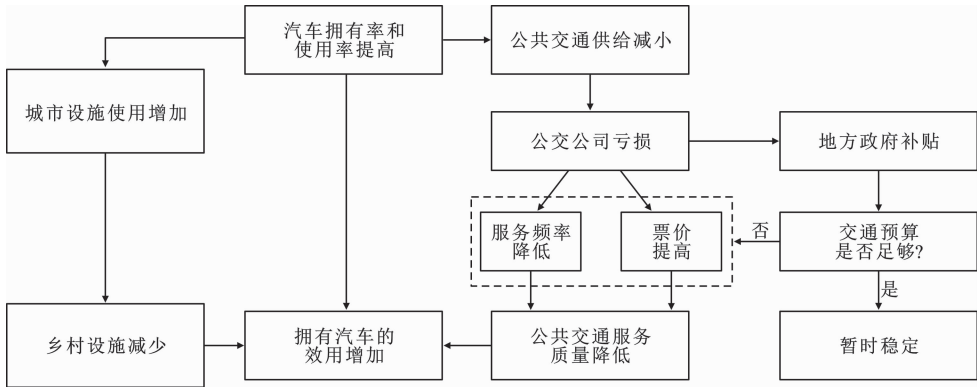 汽车拥有率和
使用率提高
公共交通供给减小
城市设施使用增加
公交公司亏损
地方政府补贴
服务频率
降低
票价
提高
否
交通预算
是否足够?
是
乡村设施减少
拥有汽车的
效用增加
公共交通服务
质量降低
暂时稳定